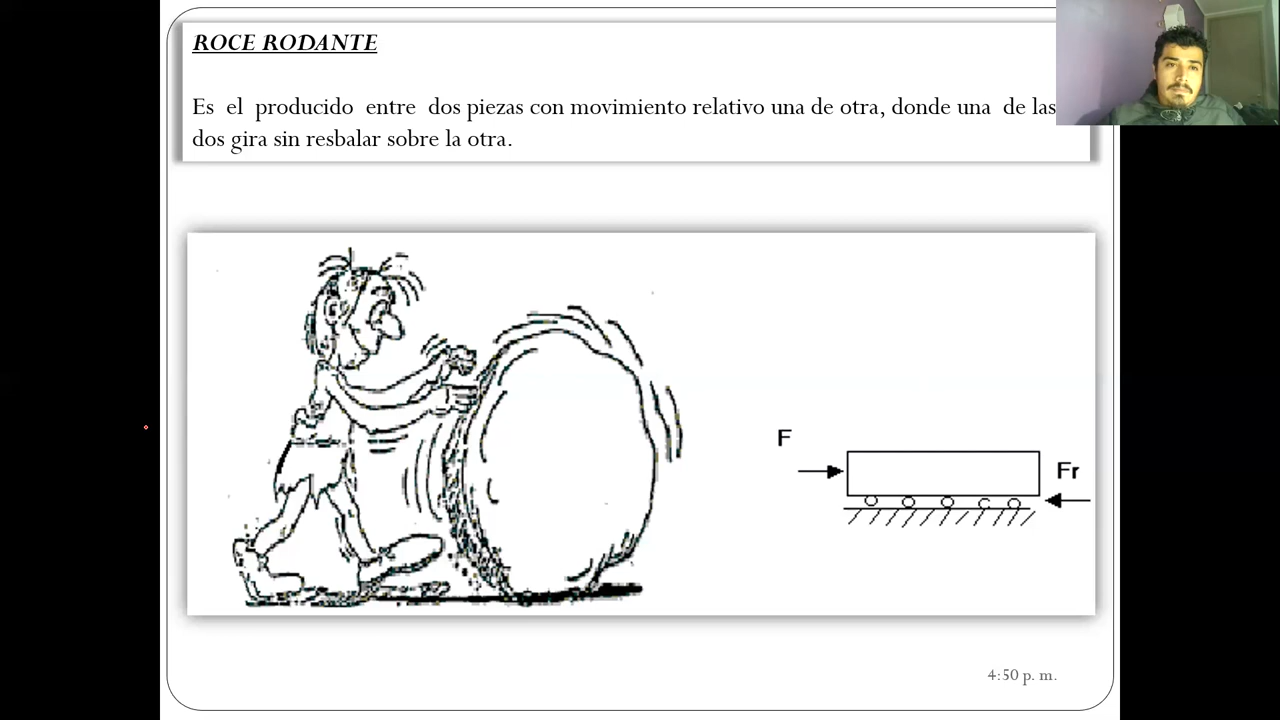 ROCE RODANTE
Es el producido entre dos piezas con movimiento relativo una de otra, donde una de las
dos gira sin resbalar sobre la otra.
F
Fr
4:50 p. m.